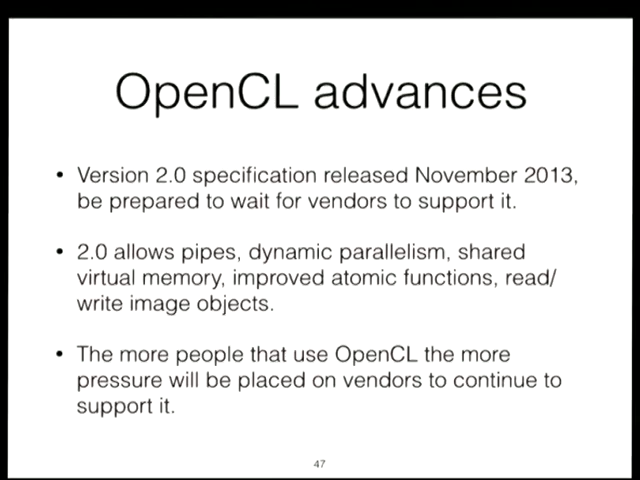 OpenCL advances
• Version 2.0 specification released November 2013,
be prepared to wait for vendors to support it.
• 2.0 allows pipes, dynamic parallelism, shared
virtual memory, improved atomic functions, read/
write image objects.
• The more people that use OpenCL the more
pressure will be placed on vendors to continue to
support it.
47